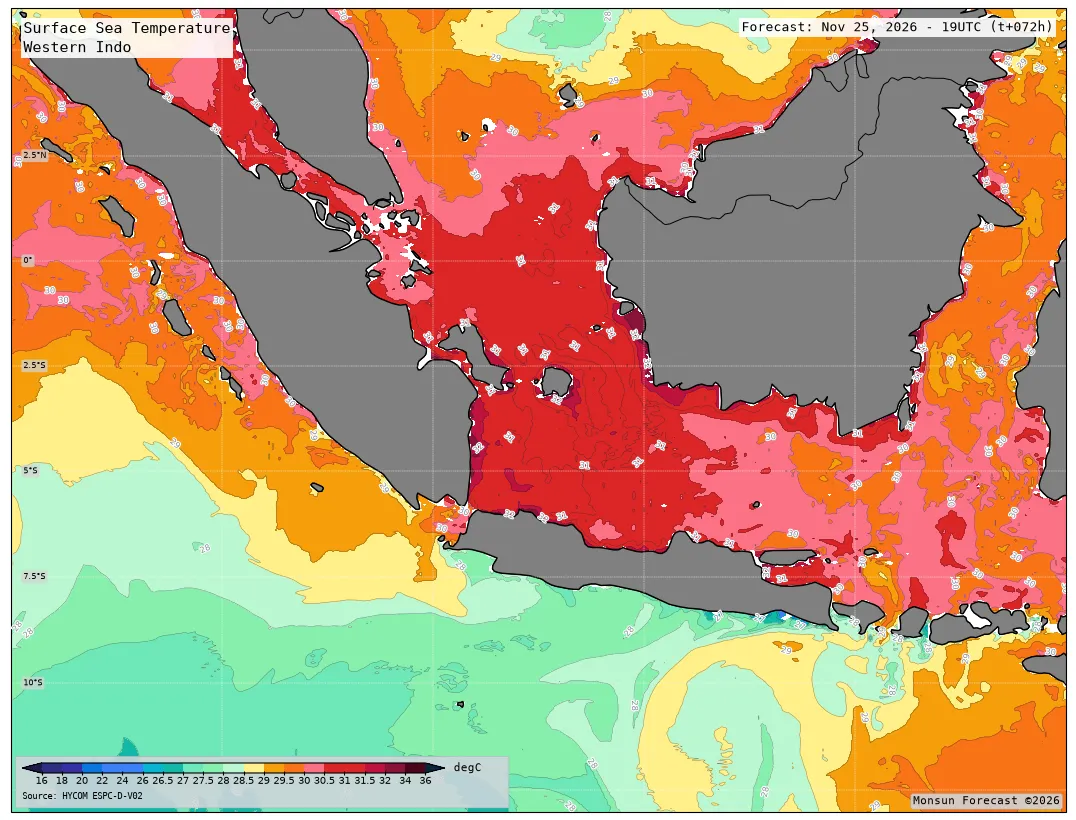 Surface Sea Temperature
Western Indo
Forecast: Nov 25, 2026 - 19UTC (t+072h)
2.5°N
0°
2.5°S
5°S
7.5°S
10°S
16 18 20 22 24 26 26.5 27 27.5 28 28.5 29 29.5 30 30.5 31 31.5 32 34 36 degC
Source: HYCOM ESPC-D-V02
Monsun Forecast ©2026